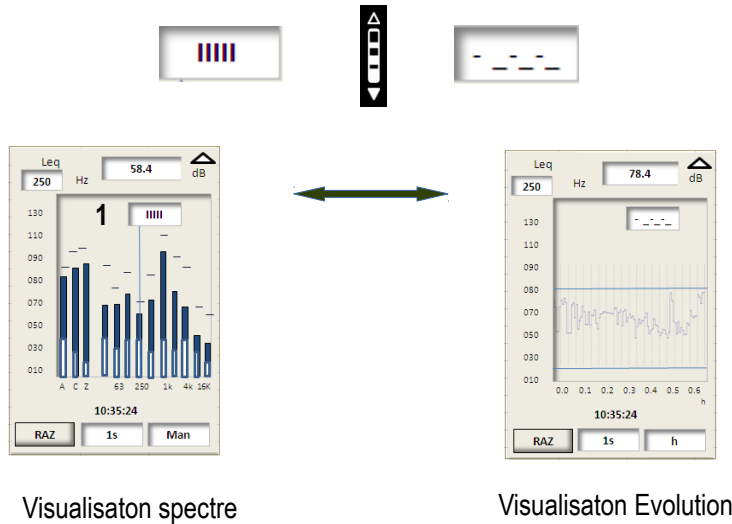 Leq
250 Hz 58.4 dB
1
130
110
090
080
070
050
030
010
A C Z 63 250 1k 4k 16K
10:35:24
RAZ 1s Man
Visualisaton spectre
Leq
250 Hz 78.4 dB
130
110
090
080
070
050
030
010
0.0 0.1 0.2 0.3 0.4 0.5 0.6
h
10:35:24
RAZ 1s h
Visualisaton Evolution